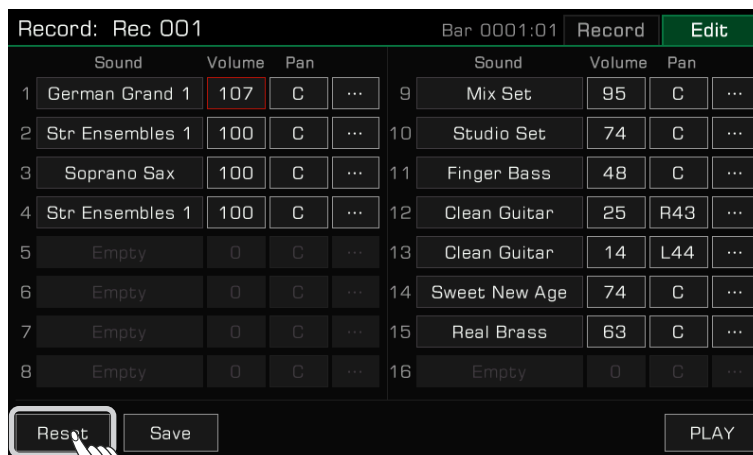 Record: Rec 001 Bar 0001:01 Record Edit
Sound Volume Pan Sound Volume Pan
1 German Grand 1 107 C ... 9 Mix Set 95 C ...
2 Str Ensembles 1 100 C ... 10 Studio Set 74 C ...
3 Soprano Sax 100 C ... 11 Finger Bass 48 C ...
4 Str Ensembles 1 100 C ... 12 Clean Guitar 25 R43 ...
5 Empty 0 C ... 13 Clean Guitar 14 L44 ...
6 Empty 0 C ... 14 Sweet New Age 74 C ...
7 Empty 0 C ... 15 Real Brass 63 C ...
8 Empty 0 C ... 16 Empty 0 C ...
Reset Save PLAY